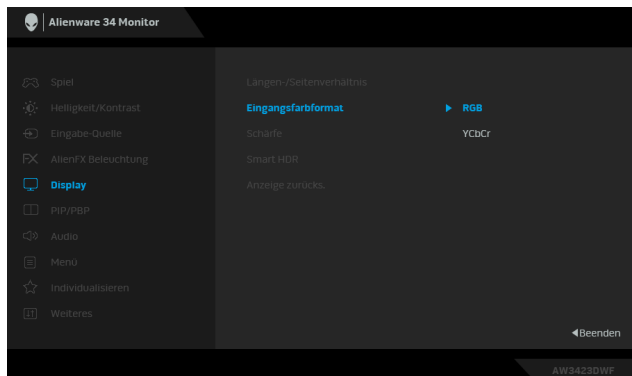 Alienware 34 Monitor
Spiel
Längen-/Seitenverhältnis
Helligkeit/Kontrast
Eingangsfarbformat
RGB
Eingabe-Quelle
Schärfe
YCbCr
AlienFX Beleuchtung
Smart HDR
Display
Anzeige zurücks.
PIP/PBP
Audio
Menü
Individualisieren
Weiteres
Beenden
AW3423DWF